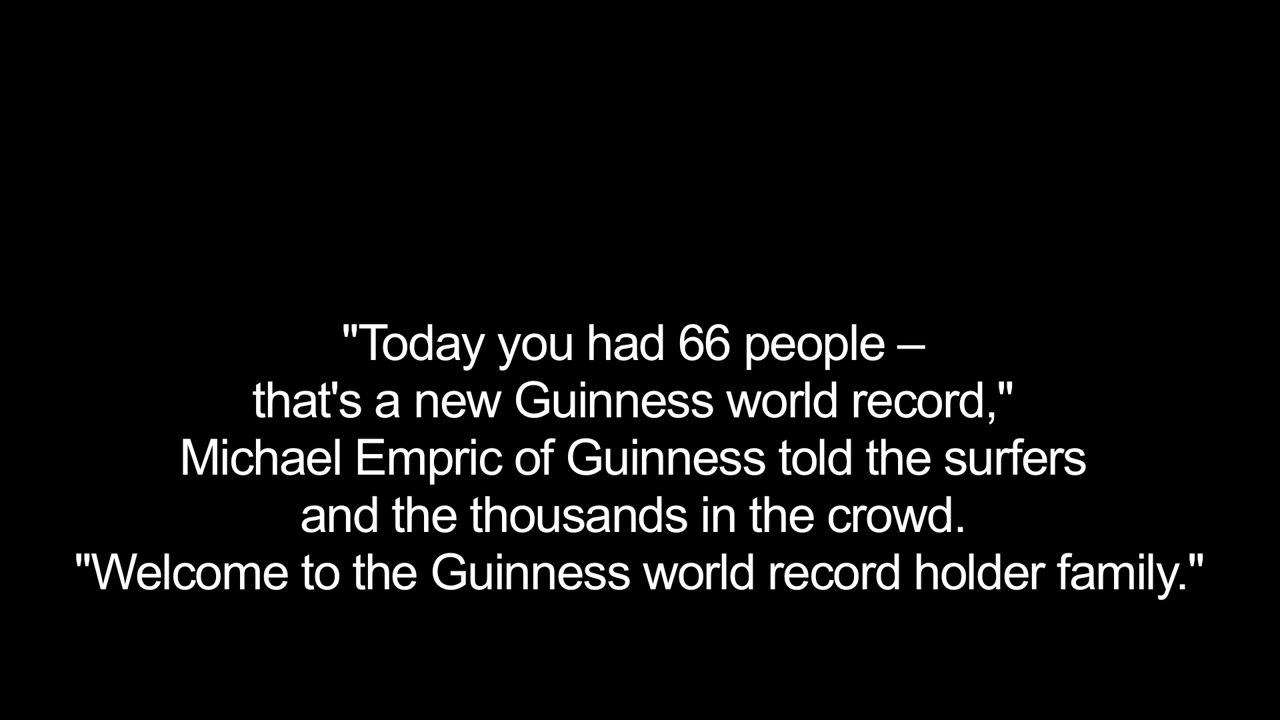 "Today you had 66 people –
that's a new Guinness world record,"
Michael Empric of Guinness told the surfers
and the thousands in the crowd.
"Welcome to the Guinness world record holder family."